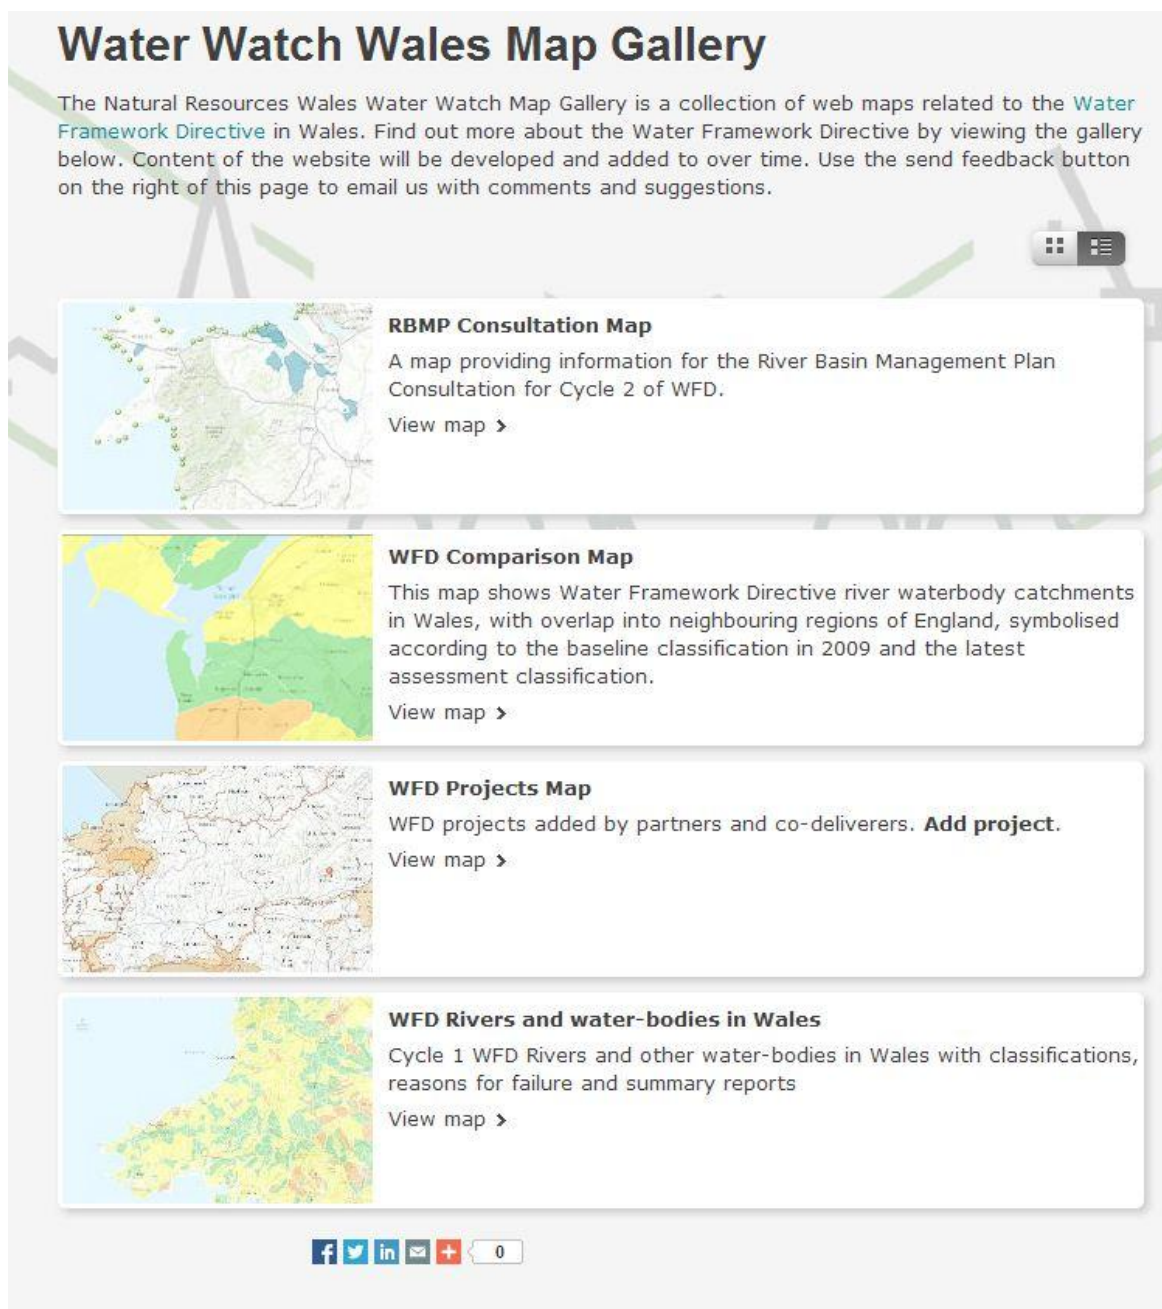 Water Watch Wales Map Gallery
The Natural Resources Wales Water Watch Map Gallery is a collection of web maps related to the Water
Framework Directive in Wales. Find out more about the Water Framework Directive by viewing the gallery
below. Content of the website will be developed and added to over time. Use the send feedback button
on the right of this page to email us with comments and suggestions.
RBMP Consultation Map
A map providing information for the River Basin Management Plan
Consultation for Cycle 2 of WFD.
View map >
WFD Comparison Map
This map shows Water Framework Directive river waterbody catchments
in Wales, with overlap into neighbouring regions of England, symbolised
according to the baseline classification in 2009 and the latest
assessment classification.
View map >
WFD Projects Map
WFD projects added by partners and co-deliverers. Add project.
View map >
WFD Rivers and water-bodies in Wales
Cycle 1 WFD Rivers and other water-bodies in Wales with classifications,
reasons for failure and summary reports
View map >
0